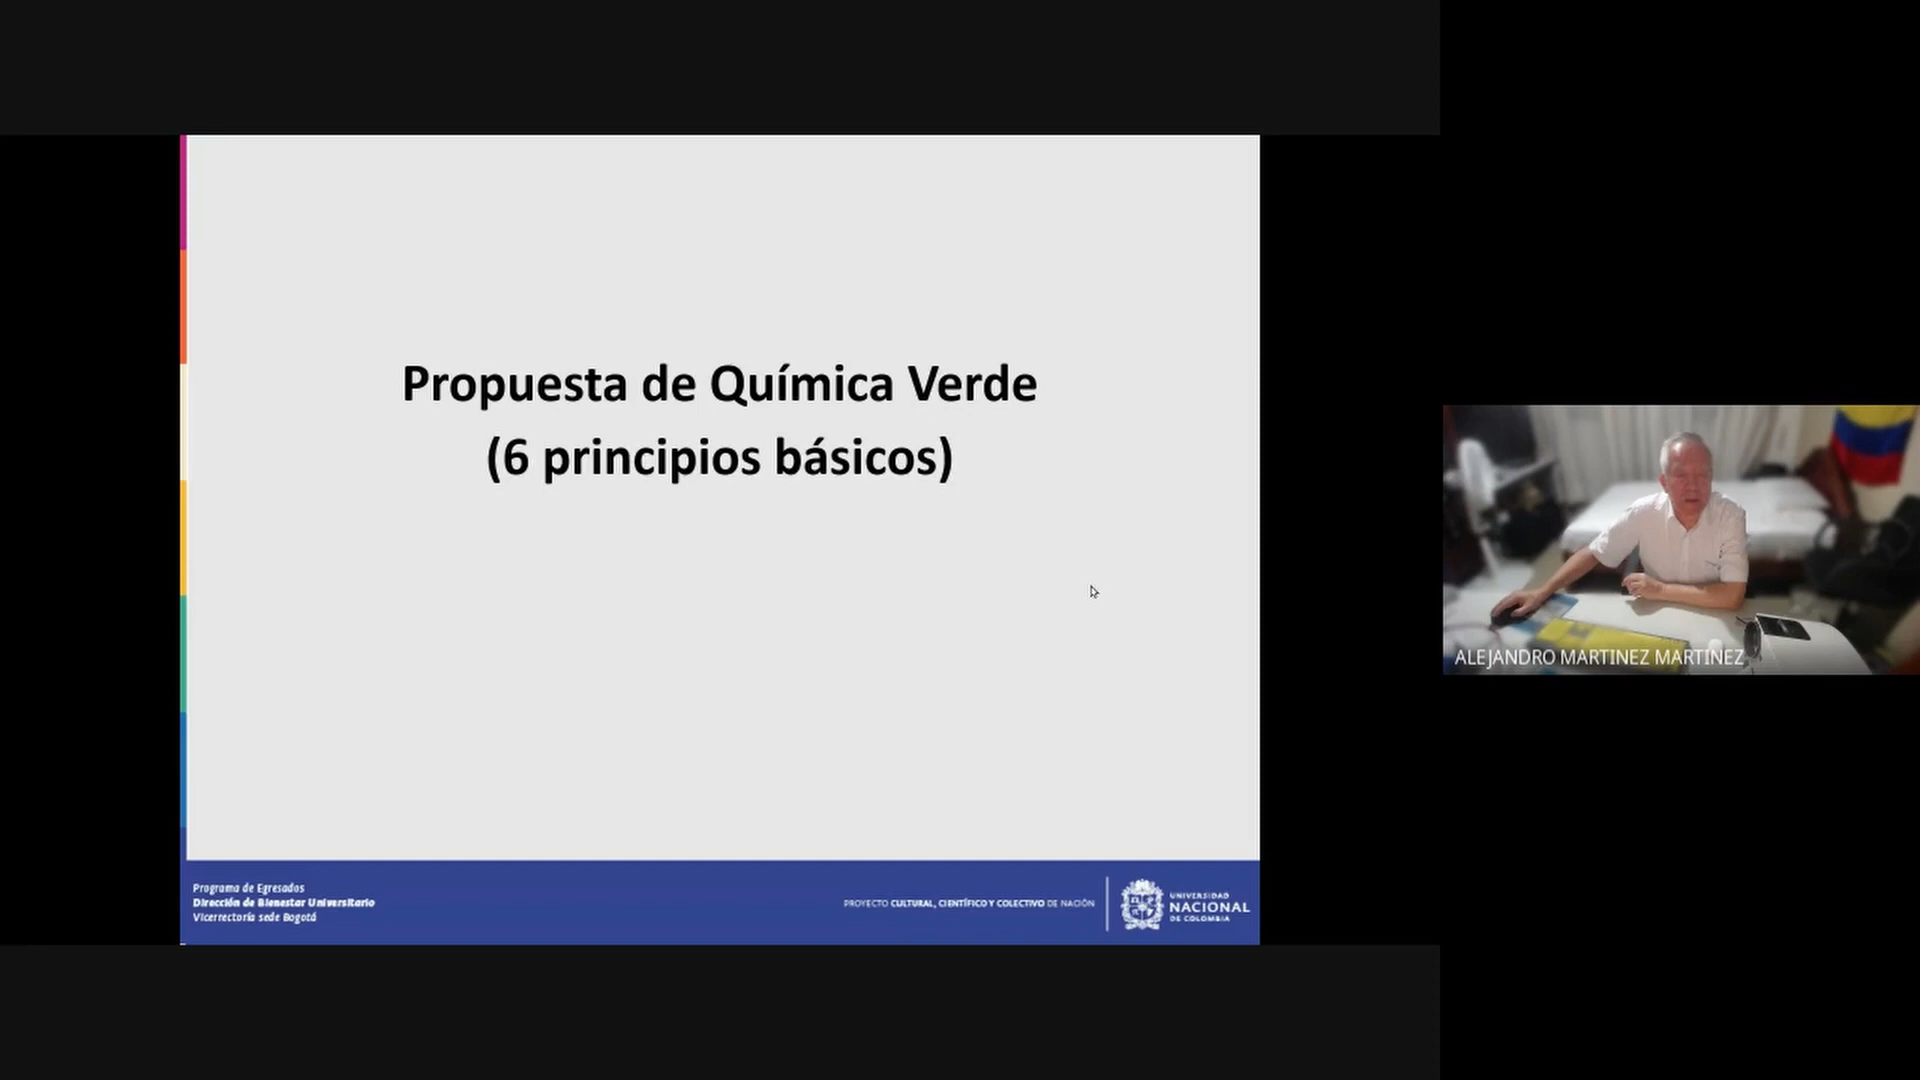 Propuesta de Química Verde
(6 principios básicos)
Programa de Egresados
Dirección de Bienestar Universitario
Vicerrectoría sede Bogotá
PROYECTO CULTURAL, CIENTÍFICO Y COLECTIVO DE NACIÓN
UNIVERSIDAD
NACIONAL
DE COLOMBIA
ALEJANDRO MARTINEZ MARTÍNEZ